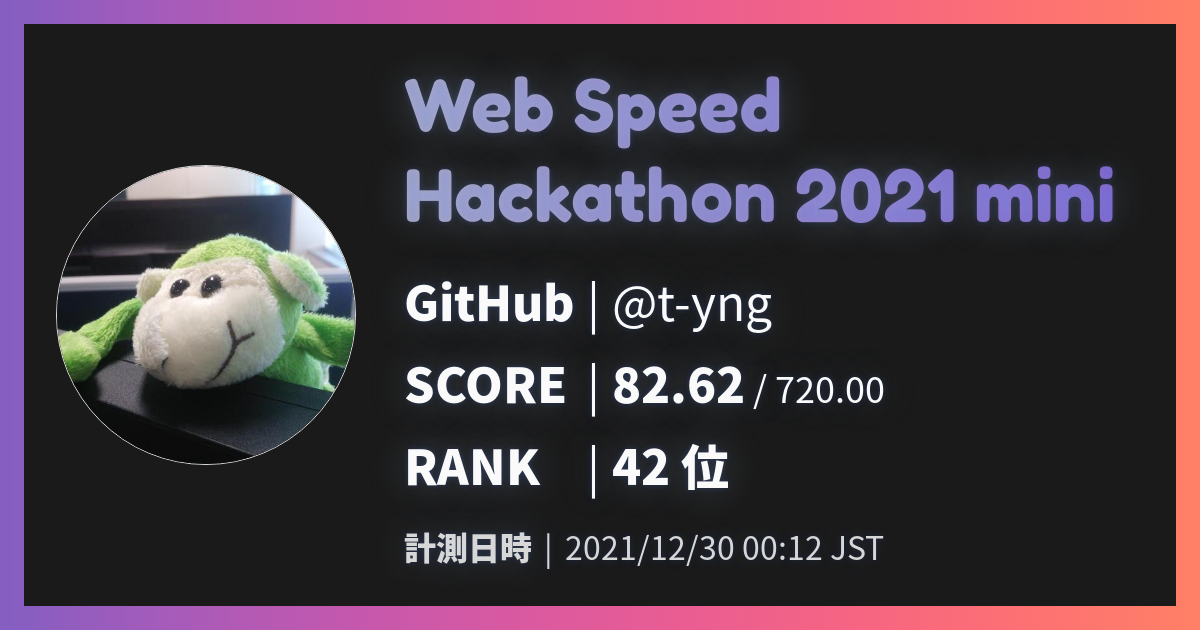 Web Speed
Hackathon 2021 mini
GitHub | @t-yng
SCORE | 82.62 / 720.00
RANK | 42 位
計測日時 | 2021/12/30 00:12 JST